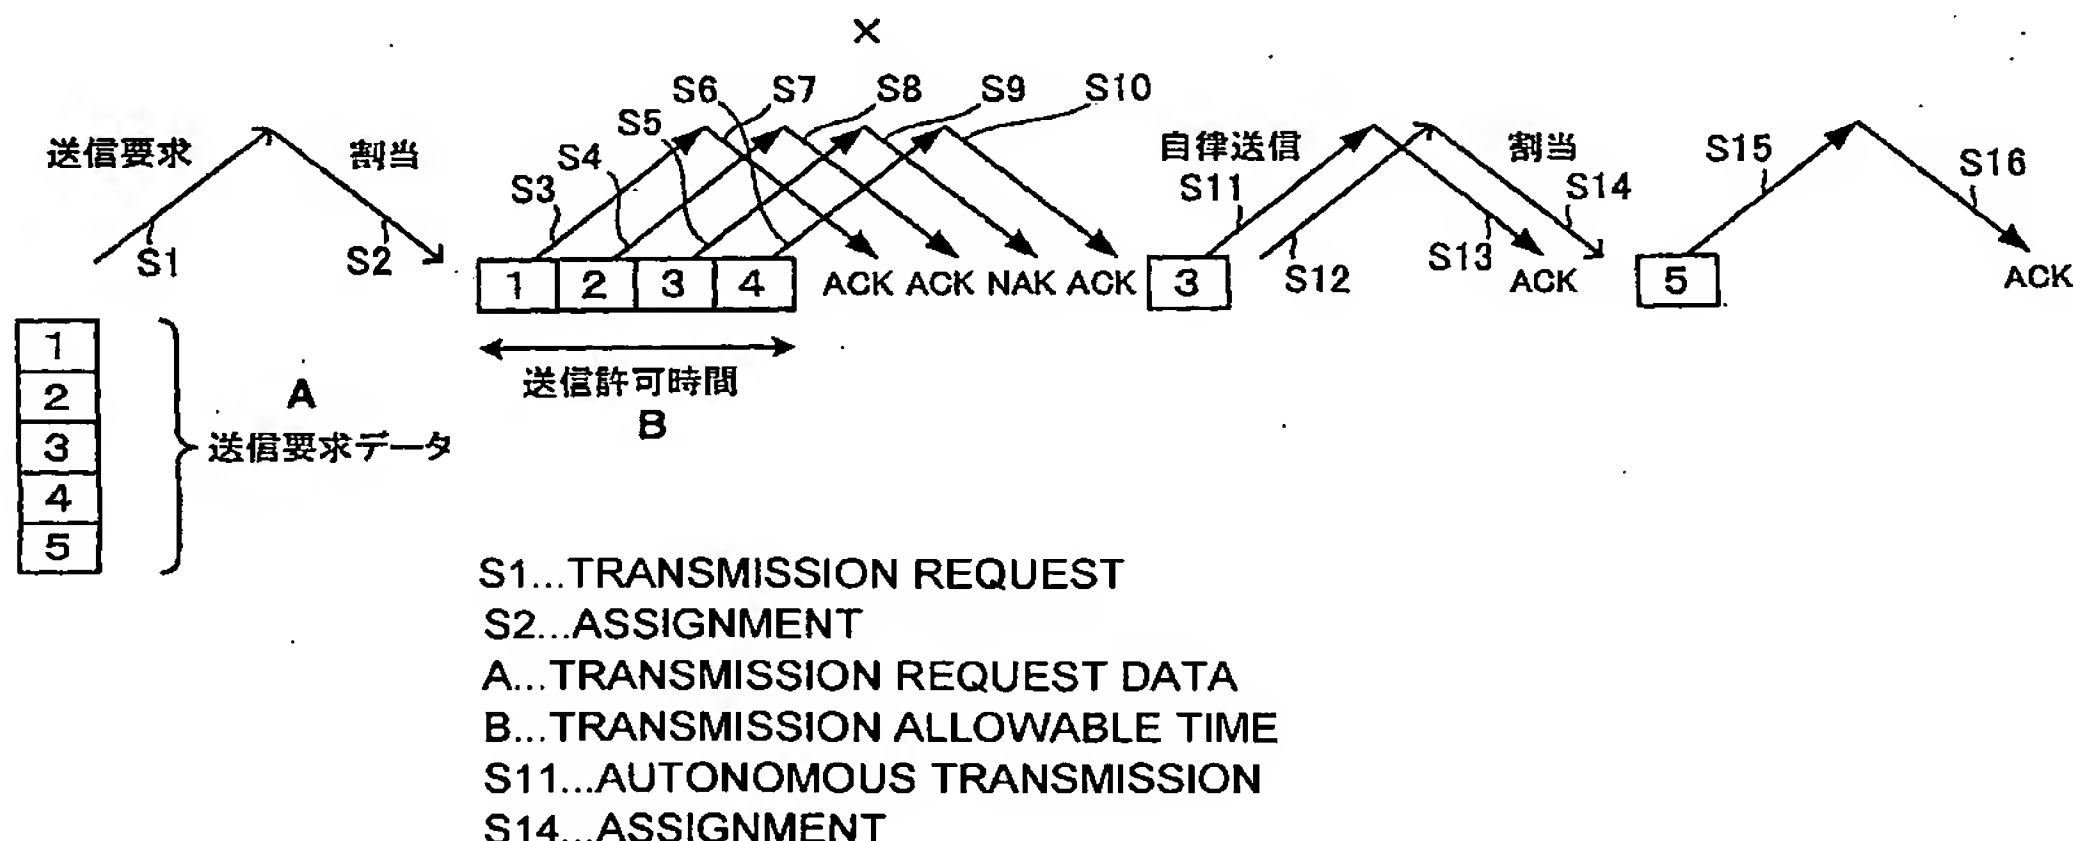 ×
S6 S7 S8 S9 S10
送信要求 割当 S5 自律送信 割当 S15
S4 S16
S3 S11 S14
S1 S2 S12 S13
1 2 3 4 ACK ACK NAK ACK 3 ACK 5 ACK
送信許可時間
B
1
2
3
4
5
A
送信要求データ
S1...TRANSMISSION REQUEST
S2...ASSIGNMENT
A...TRANSMISSION REQUEST DATA
B...TRANSMISSION ALLOWABLE TIME
S11...AUTONOMOUS TRANSMISSION
S14...ASSIGNMENT